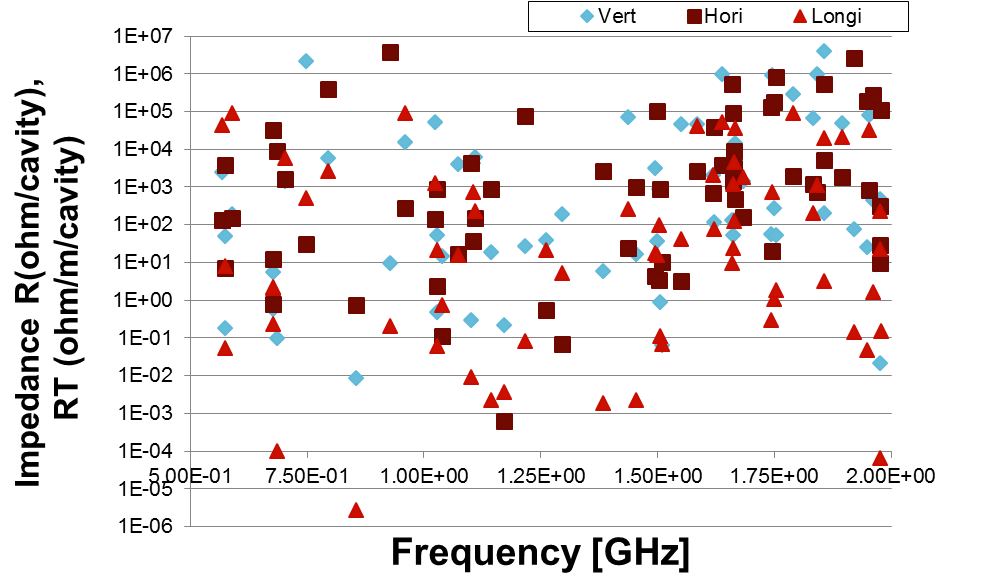 Vert Hori Longi
Impedance R(ohm/cavity),
RT (ohm/m/cavity)
1E+07
1E+06
1E+05
1E+04
1E+03
1E+02
1E+01
1E+00
1E-01
1E-02
1E-03
1E-04
5.00E-01 7.50E-01 1.00E+00 1.25E+00 1.50E+00 1.75E+00 2.00E+00
1E-05
1E-06
Frequency [GHz]